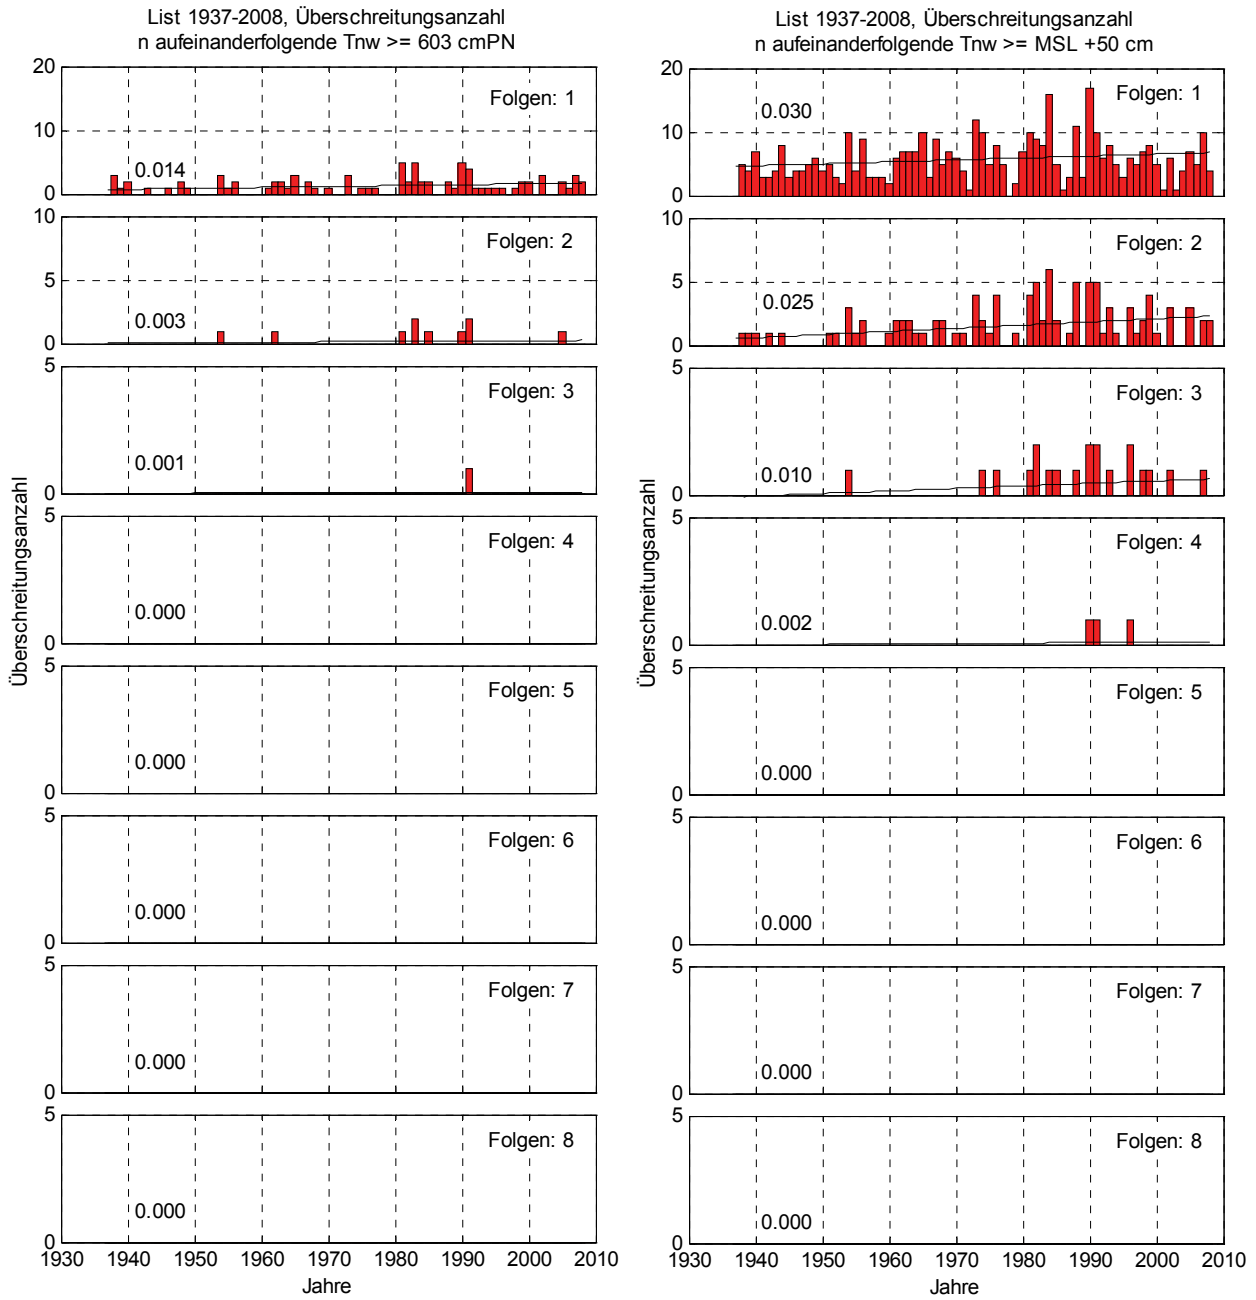 List 1937-2008, Überschreitungsanzahl
n aufeinanderfolgende Tnw >= 603 cmPN
20
10
0
Folgen: 1
0.014
10
5
0
Folgen: 2
0.003
5
0
Folgen: 3
0.001
5
0
Folgen: 4
0.000
5
0
Folgen: 5
0.000
5
0
Folgen: 6
0.000
5
0
Folgen: 7
0.000
5
0
Folgen: 8
0.000
1930 1940 1950 1960 1970 1980 1990 2000 2010
Jahre
Überschreitungsanzahl
List 1937-2008, Überschreitungsanzahl
n aufeinanderfolgende Tnw >= MSL +50 cm
20
10
0
Folgen: 1
0.030
10
5
0
Folgen: 2
0.025
5
0
Folgen: 3
0.010
5
0
Folgen: 4
0.002
5
0
Folgen: 5
0.000
5
0
Folgen: 6
0.000
5
0
Folgen: 7
0.000
5
0
Folgen: 8
0.000
1930 1940 1950 1960 1970 1980 1990 2000 2010
Jahre
Überschreitungsanzahl